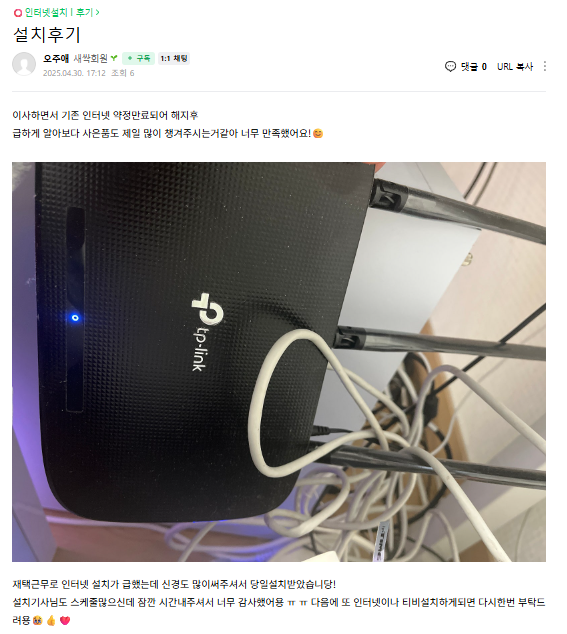 인터넷설치 | 후기 >
설치후기
오주애 새싹회원 + 구독 1:1 채팅
2025.04.30. 17:12 조회 6
댓글 0 URL 복사
이사하면서 기존 인터넷 약정만료되어 해지후
급하게 알아보다 사은품도 제일 많이 챙겨주시는거같아 너무 만족했어요!😊
tp-link
재택근무로 인터넷 설치가 급했는데 신경도 많이써주셔서 당일설치받았습니당!
설치기사님도 스케줄많으신데 잠깐 시간내주셔서 너무 감사했어용 ㅠ ㅠ 다음에 또 인터넷이나 티비설치하게되면 다시한번 부탁드
려용😭👍❤️